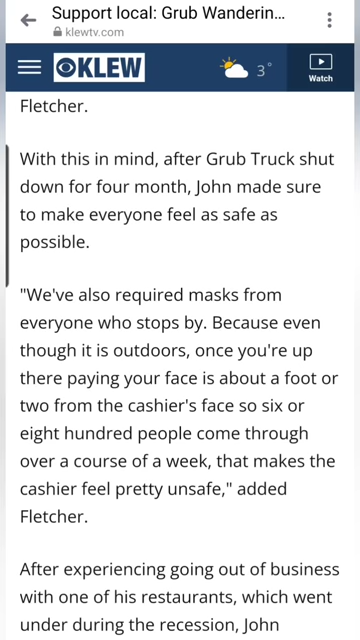 Support local: Grub Wanderin...
klewtv.com
KLEW
3°
Watch
Fletcher.
With this in mind, after Grub Truck shut
down for four month, John made sure
to make everyone feel as safe as
possible.
"We've also required masks from
everyone who stops by. Because even
though it is outdoors, once you're up
there paying your face is about a foot or
two from the cashier's face so six or
eight hundred people come through
over a course of a week, that makes the
cashier feel pretty unsafe," added
Fletcher.
After experiencing going out of business
with one of his restaurants, which went
under during the recession, John